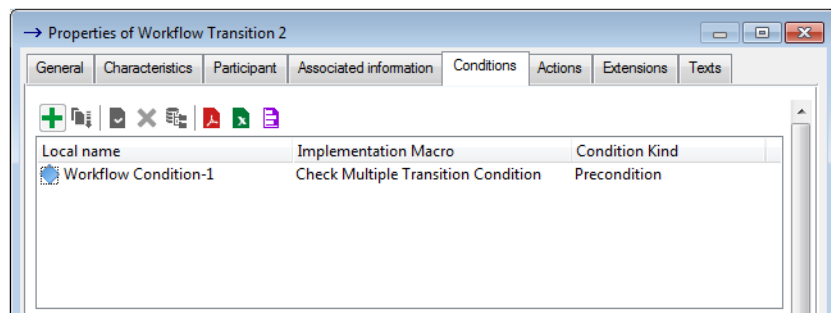 Properties of Workflow Transition 2
General Characteristics Participant Associated information Conditions Actions Extensions Texts
Local name Implementation Macro Condition Kind
Workflow Condition-1 Check Multiple Transition Condition Precondition